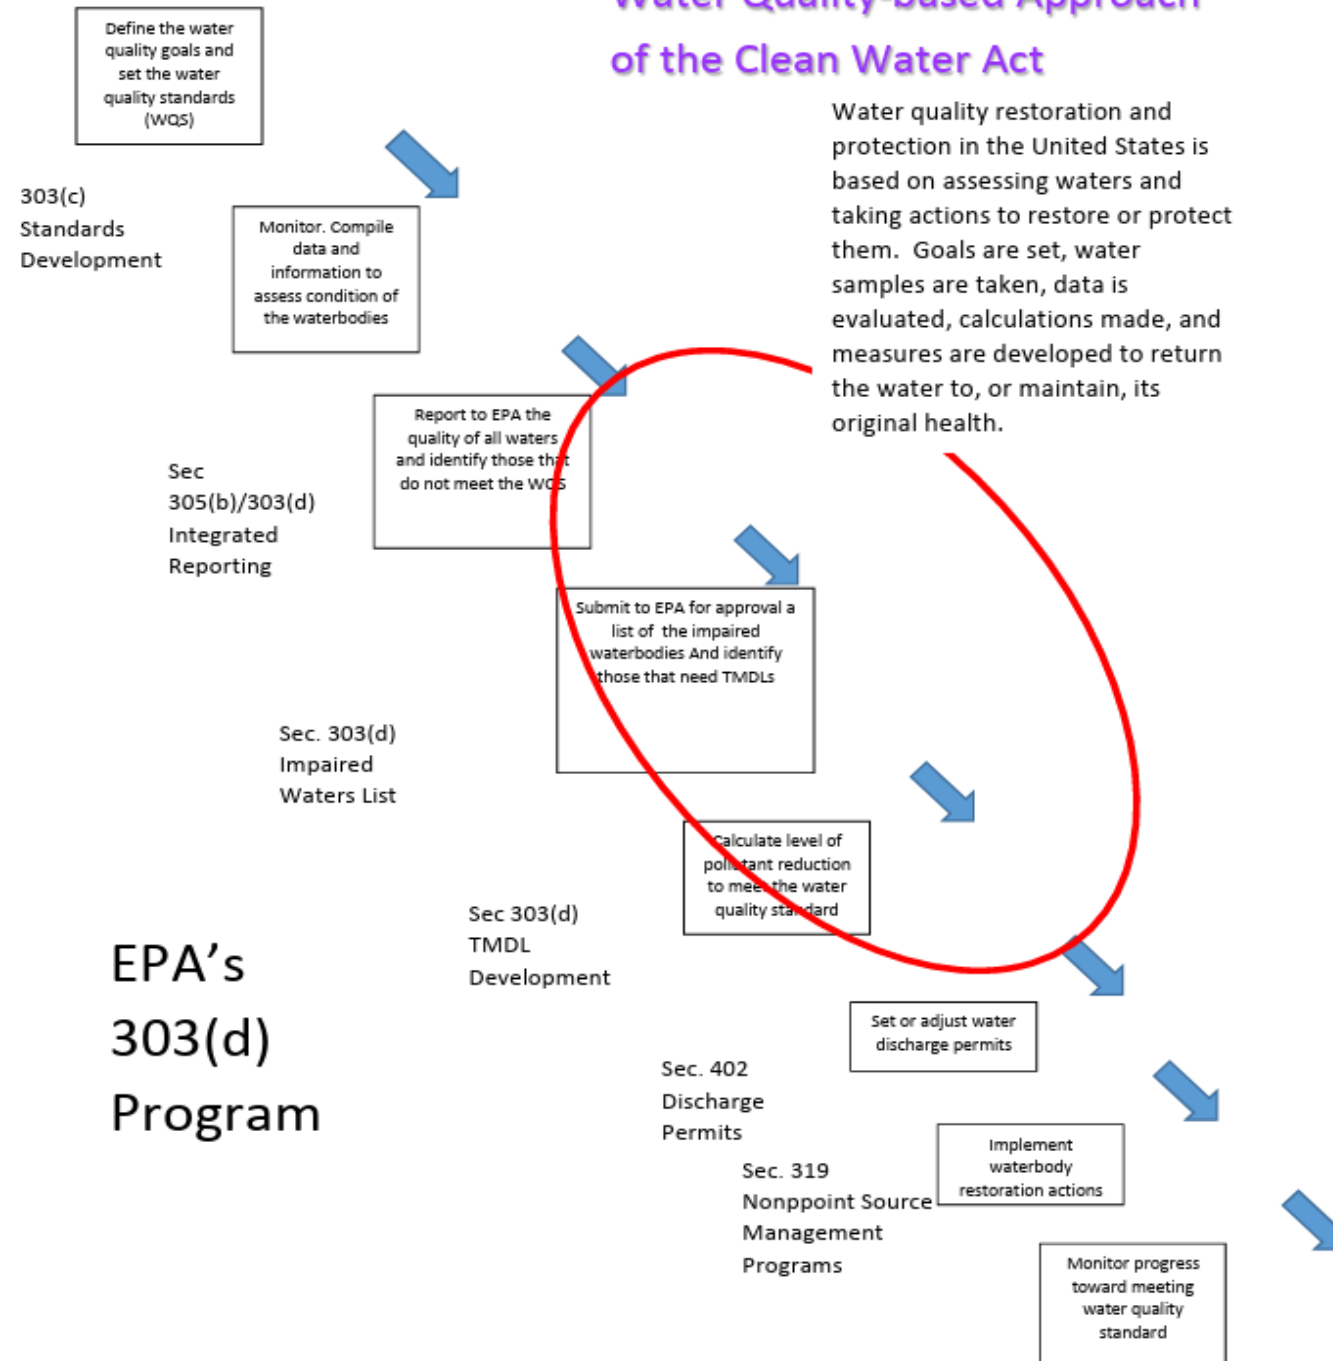 Water Quality-based Approach
of the Clean Water Act
Define the water
quality goals and
set the water
quality standards
(WQS)
Water quality restoration and
protection in the United States is
based on assessing waters and
taking actions to restore or protect
them.  Goals are set, water
samples are taken, data is
evaluated, calculations made, and
measures are developed to return
the water to, or maintain, its
original health.
303(c)
Standards
Development
Monitor. Compile
data and
information to
assess condition of
the waterbodies
Report to EPA the
quality of all waters
and identify those that
do not meet the WQS
Sec
305(b)/303(d)
Integrated
Reporting
Submit to EPA for approval a
list of  the impaired
waterbodies And identify
those that need TMDLs
Sec. 303(d)
Impaired
Waters List
Calculate level of
pollutant reduction
to meet the water
quality standard
Sec 303(d)
TMDL
Development
EPA's
303(d)
Program
Set or adjust water
discharge permits
Sec. 402
Discharge
Permits
Implement
waterbody
restoration actions
Sec. 319
Nonppoint Source
Management
Programs
Monitor progress
toward meeting
water quality
standard